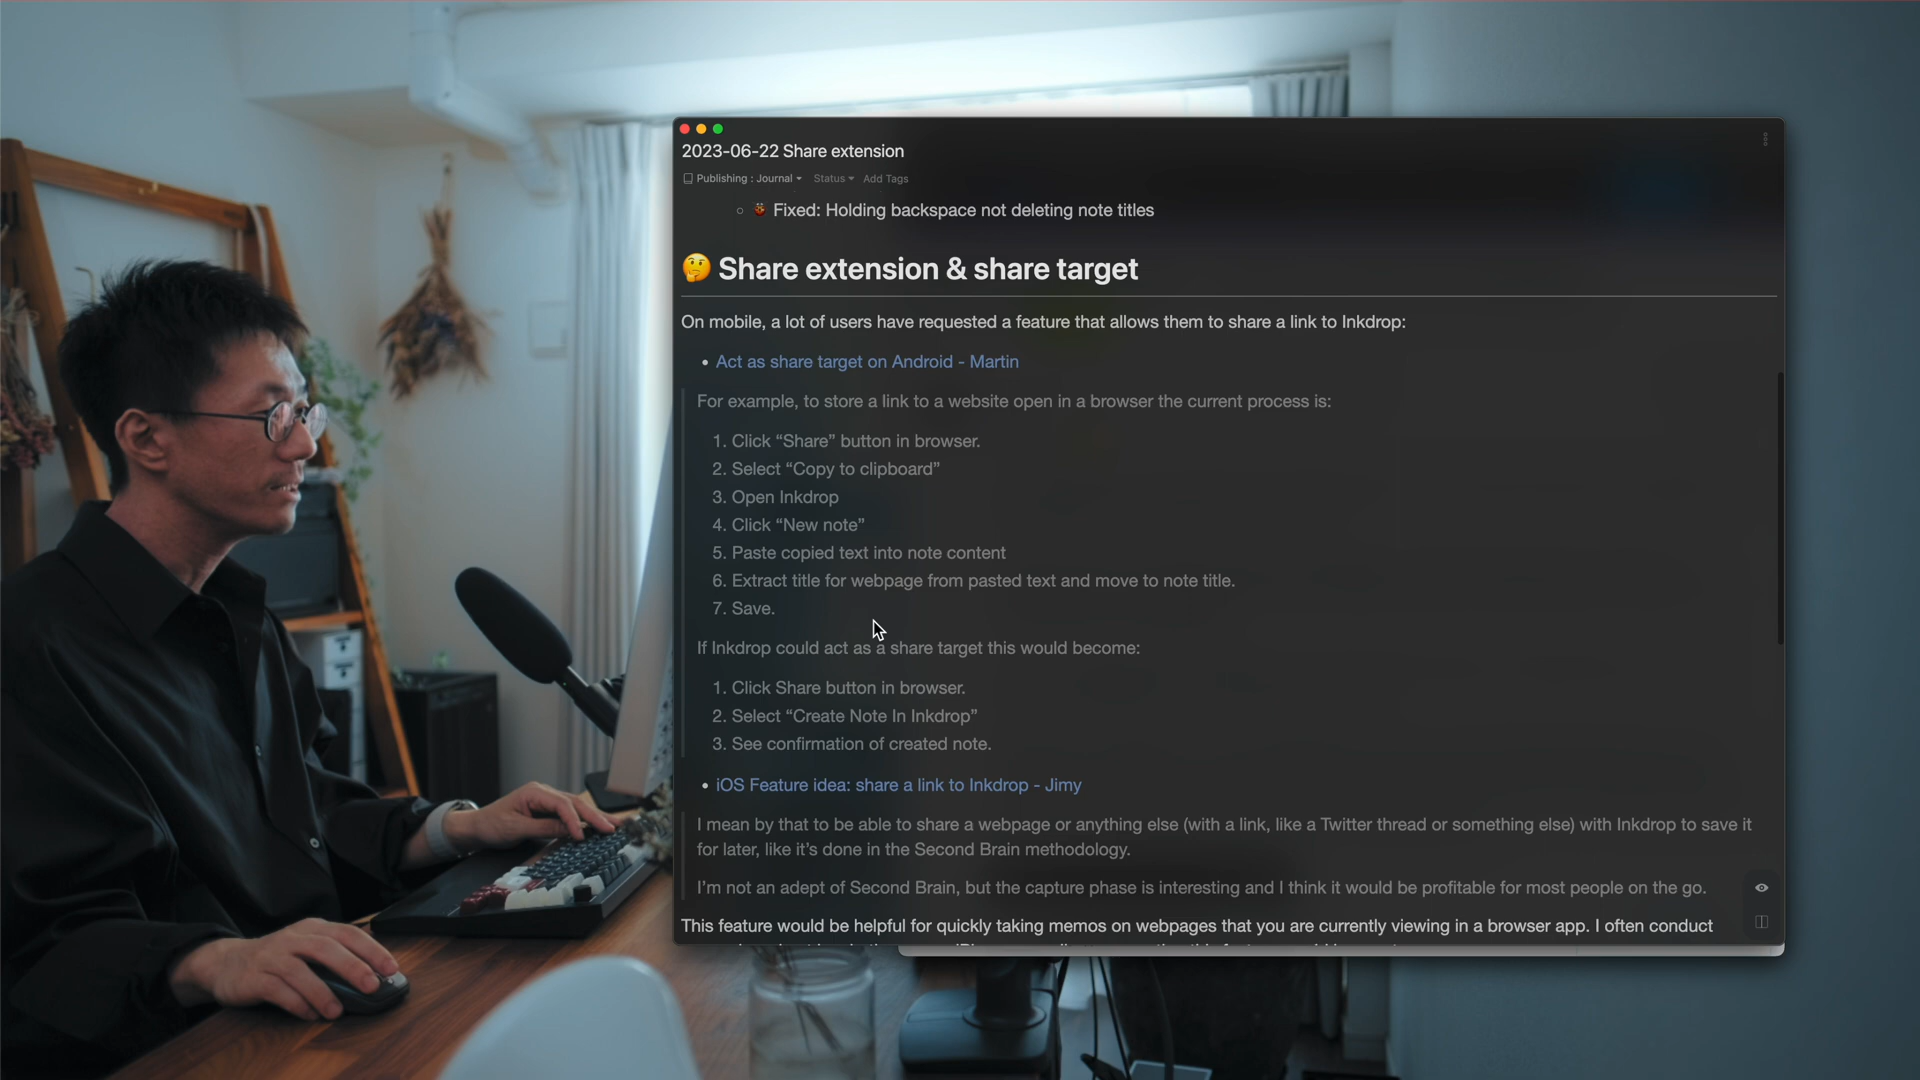 2023-06-22 Share extension
Publishing : Journal Status Add Tags
Fixed: Holding backspace not deleting note titles
🤔 Share extension & share target
On mobile, a lot of users have requested a feature that allows them to share a link to Inkdrop:
• Act as share target on Android - Martin
For example, to store a link to a website open in a browser the current process is:
1. Click “Share” button in browser.
2. Select “Copy to clipboard”
3. Open Inkdrop
4. Click “New note”
5. Paste copied text into note content
6. Extract title for webpage from pasted text and move to note title.
7. Save.
If Inkdrop could act as a share target this would become:
1. Click Share button in browser.
2. Select “Create Note In Inkdrop”
3. See confirmation of created note.
• iOS Feature idea: share a link to Inkdrop - Jimy
I mean by that to be able to share a webpage or anything else (with a link, like a Twitter thread or something else) with Inkdrop to save it
for later, like it’s done in the Second Brain methodology.
I’m not an adept of Second Brain, but the capture phase is interesting and I think it would be profitable for most people on the go.
This feature would be helpful for quickly taking memos on webpages that you are currently viewing in a browser app. I often conduct